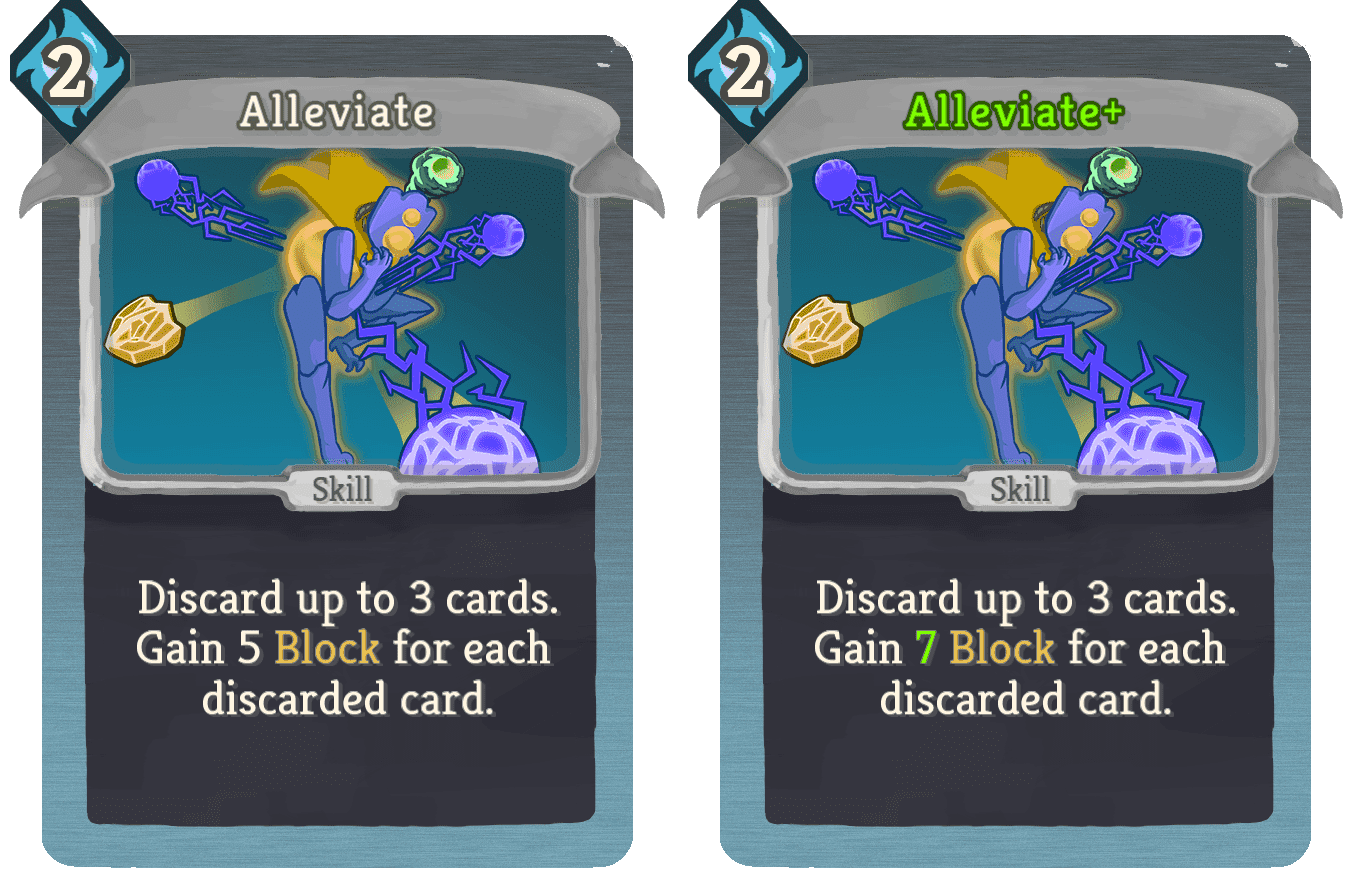 2
Alleviate
Skill
Discard up to 3 cards.
Gain 5 Block for each
discarded card.
2
Alleviate+
Skill
Discard up to 3 cards.
Gain 7 Block for each
discarded card.